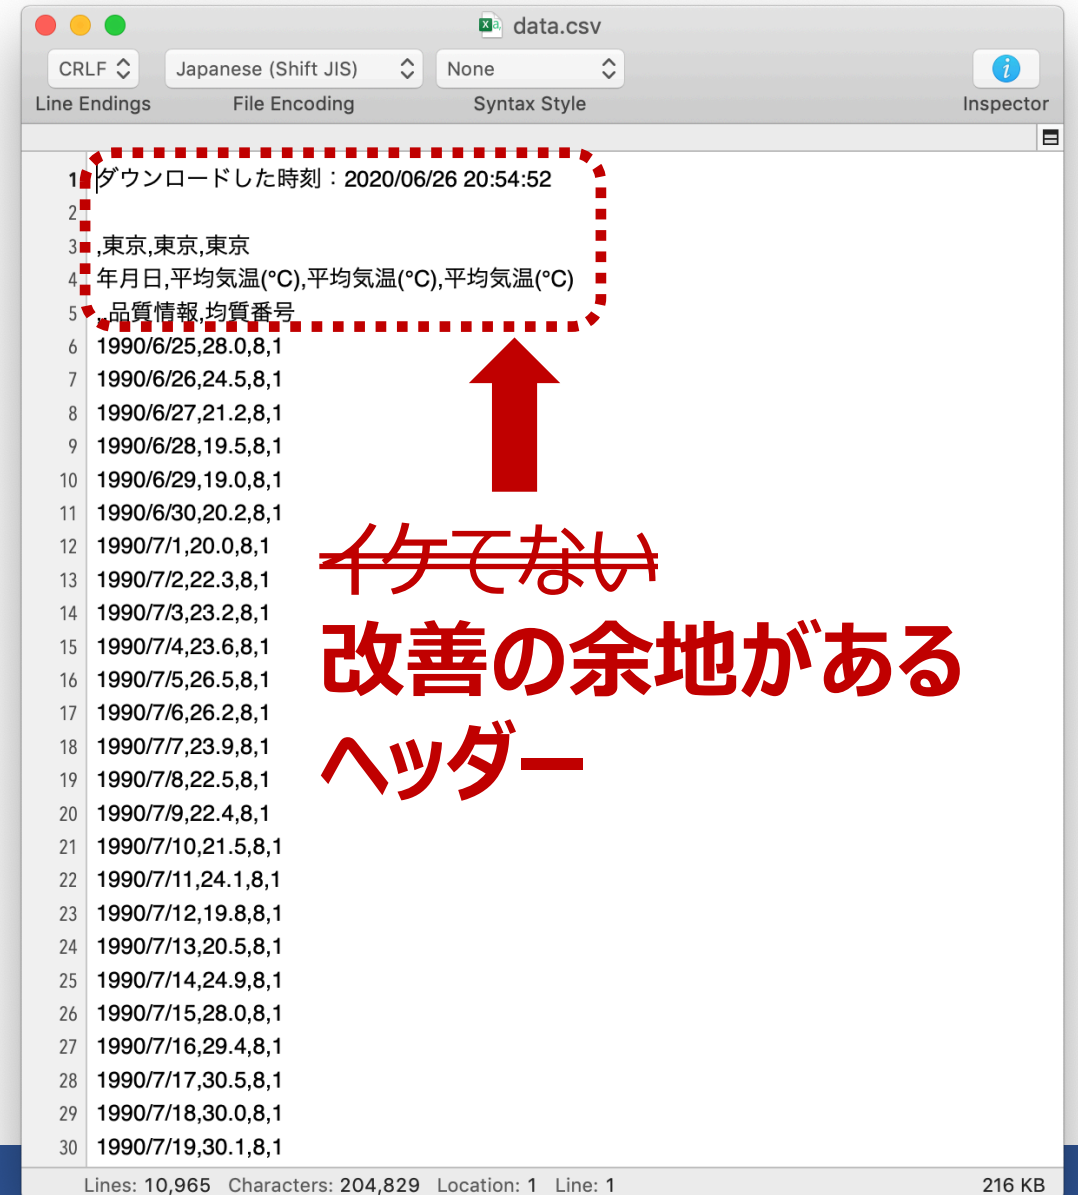 data.csv
CRLF Japanese (Shift JIS) None
Line Endings File Encoding Syntax Style Inspector
1 ダウンロードした時刻：2020/06/26 20:54:52
2
3 ,東京,東京,東京
4 年月日,平均気温(℃),平均気温(℃),平均気温(℃)
5 ,,品質情報,均質番号
6 1990/6/25,28.0,8,1
7 1990/6/26,24.5,8,1
8 1990/6/27,21.2,8,1
9 1990/6/28,19.5,8,1
10 1990/6/29,19.0,8,1
11 1990/6/30,20.2,8,1
12 1990/7/1,20.0,8,1
13 1990/7/2,22.3,8,1
14 1990/7/3,23.2,8,1
15 1990/7/4,23.6,8,1
16 1990/7/5,26.5,8,1
17 1990/7/6,26.2,8,1
18 1990/7/7,23.9,8,1
19 1990/7/8,22.5,8,1
20 1990/7/9,22.4,8,1
21 1990/7/10,21.5,8,1
22 1990/7/11,24.1,8,1
23 1990/7/12,19.8,8,1
24 1990/7/13,20.5,8,1
25 1990/7/14,24.9,8,1
26 1990/7/15,28.0,8,1
27 1990/7/16,29.4,8,1
28 1990/7/17,30.5,8,1
29 1990/7/18,30.0,8,1
30 1990/7/19,30.1,8,1
イケてない
改善の余地がある
ヘッダー
Lines: 10,965 Characters: 204,829 Location: 1 Line: 1 216 KB